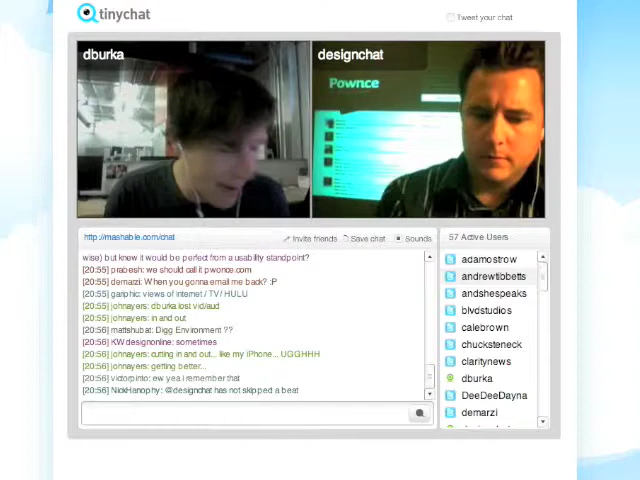 tinychat
Tweet your chat
dburka
designchat
Pownce
http://mashable.com/chat
Invite friends
Save chat
Sounds
57 Active Users
wise) but knew it would be perfect from a usability standpoint?
[20:55] prabesh: we should call it pwonce.com
[20:55] demarzi: When you gonna email me back? :P
[20:55] gariphic: views of internet / TV / HULU
[20:55] johnayers: dburka lost vid/aud
[20:55] johnayers: in and out
[20:56] mattshubat: Digg Environment ??
[20:56] KWdesignonline: sometimes
[20:56] johnayers: cutting in and out... like my iPhone... UGGHHH
[20:56] johnayers: getting better...
[20:56] victorpinto: ew yea i remember that
[20:56] NickHanophy: @designchat has not skipped a beat
adamostrow
andrewtibbetts
andshespeaks
blvdstudios
calebrown
chucksteneck
claritynews
dburka
DeeDeeDayna
demarzi